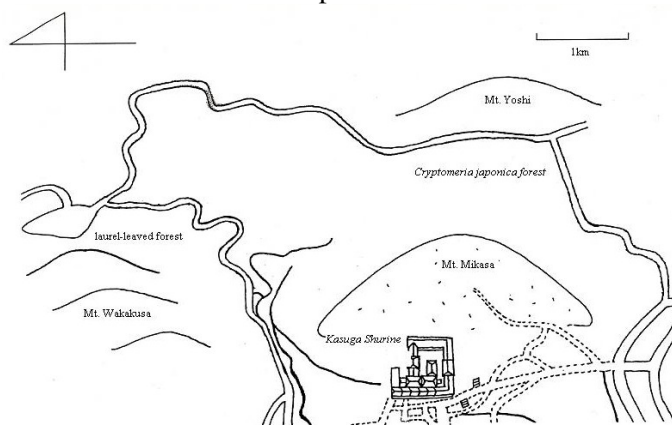 1km
Mt. Yoshi
Cryptomeria japonica forest
laurel-leaved forest
Mt. Mikasa
Mt. Wakakusa
Kasuga Shurine